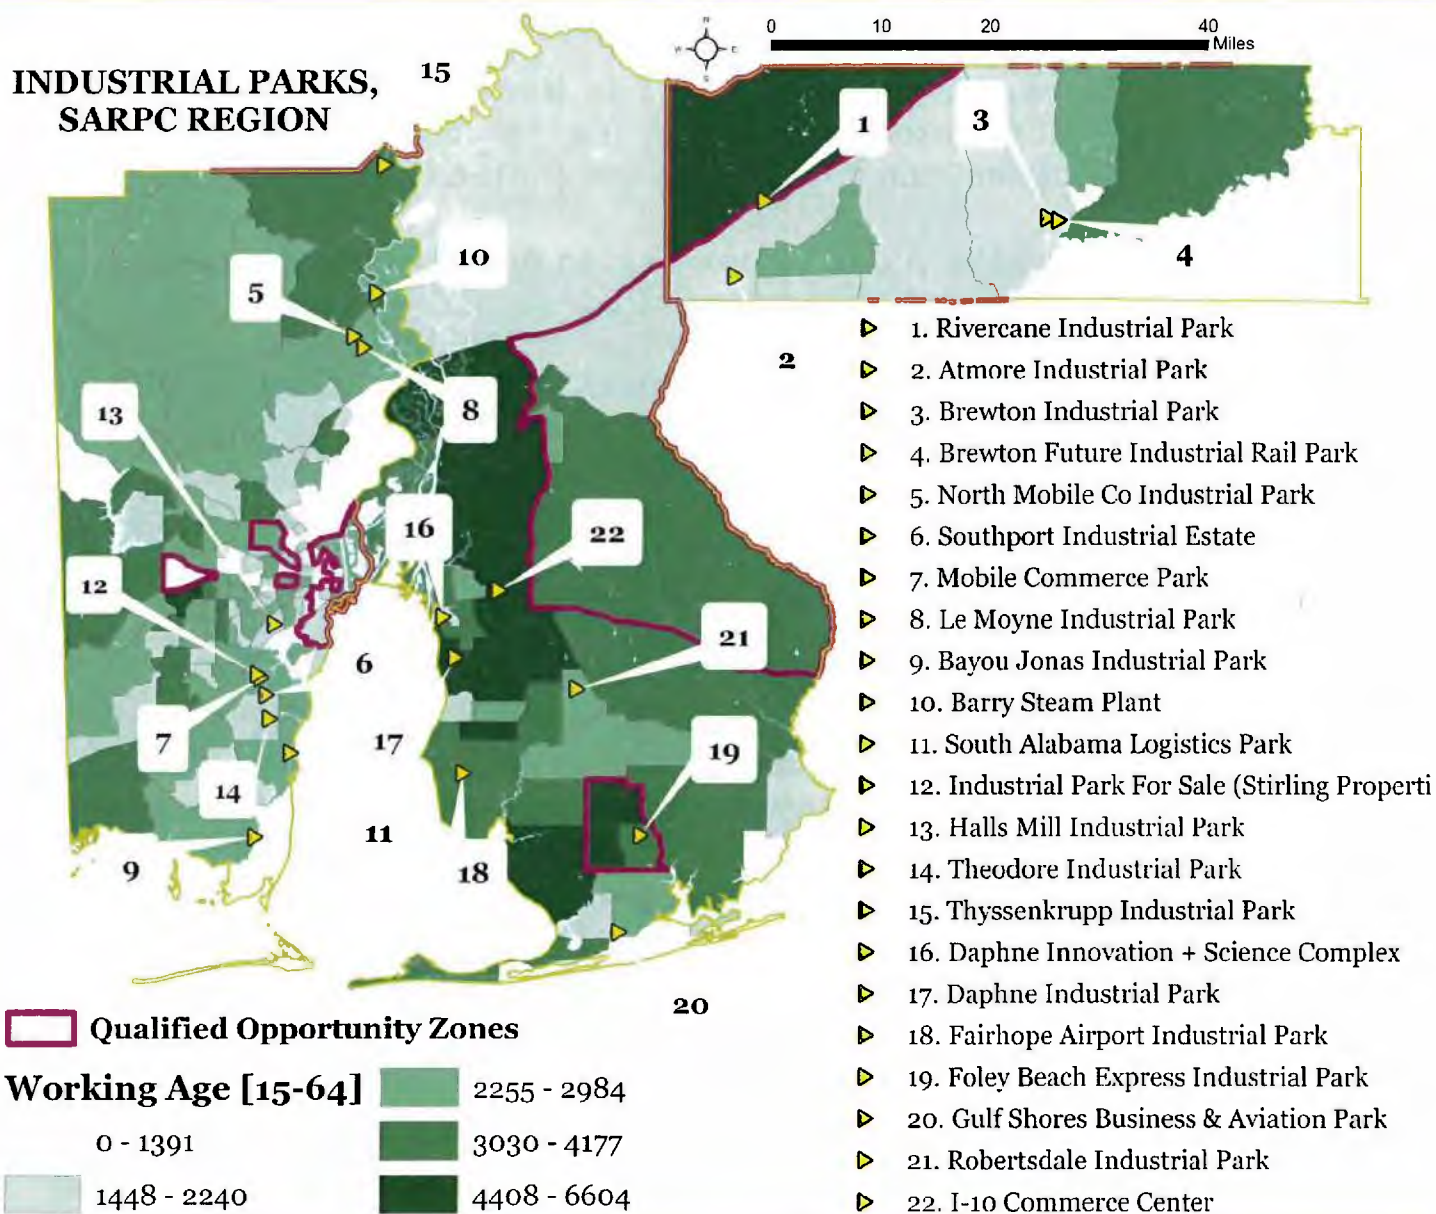 INDUSTRIAL PARKS,
SARPC REGION
15
N
W
E
S
0 10 20 40
Miles
1
3
10
5
4
2
13
8
16
22
12
21
6
7
17
19
14
11
9
18
20
1. Rivercane Industrial Park
2. Atmore Industrial Park
3. Brewton Industrial Park
4. Brewton Future Industrial Rail Park
5. North Mobile Co Industrial Park
6. Southport Industrial Estate
7. Mobile Commerce Park
8. Le Moyne Industrial Park
9. Bayou Jonas Industrial Park
10. Barry Steam Plant
11. South Alabama Logistics Park
12. Industrial Park For Sale (Stirling Properti
13. Halls Mill Industrial Park
14. Theodore Industrial Park
15. Thyssenkrupp Industrial Park
16. Daphne Innovation + Science Complex
17. Daphne Industrial Park
18. Fairhope Airport Industrial Park
19. Foley Beach Express Industrial Park
20. Gulf Shores Business & Aviation Park
21. Robertsdale Industrial Park
22. I-10 Commerce Center
Qualified Opportunity Zones
Working Age [15-64]
0 - 1391
1448 - 2240
2255 - 2984
3030 - 4177
4408 - 6604